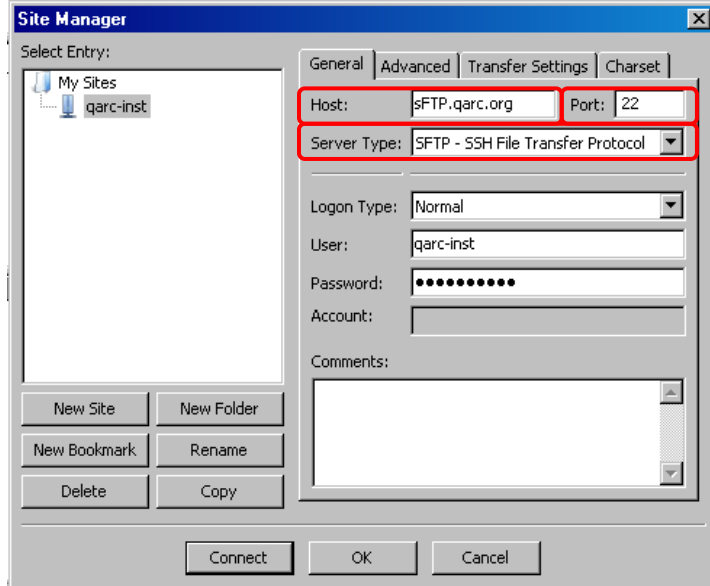 Site Manager
Select Entry:
My Sites
qarc-inst
New Site New Folder
New Bookmark Rename
Delete Copy
General Advanced Transfer Settings Charset
Host: sFTP.qarc.org Port: 22
Server Type: SFTP - SSH File Transfer Protocol
Logon Type: Normal
User: qarc-inst
Password: ●●●●●●●●●●
Account:
Comments:
Connect OK Cancel